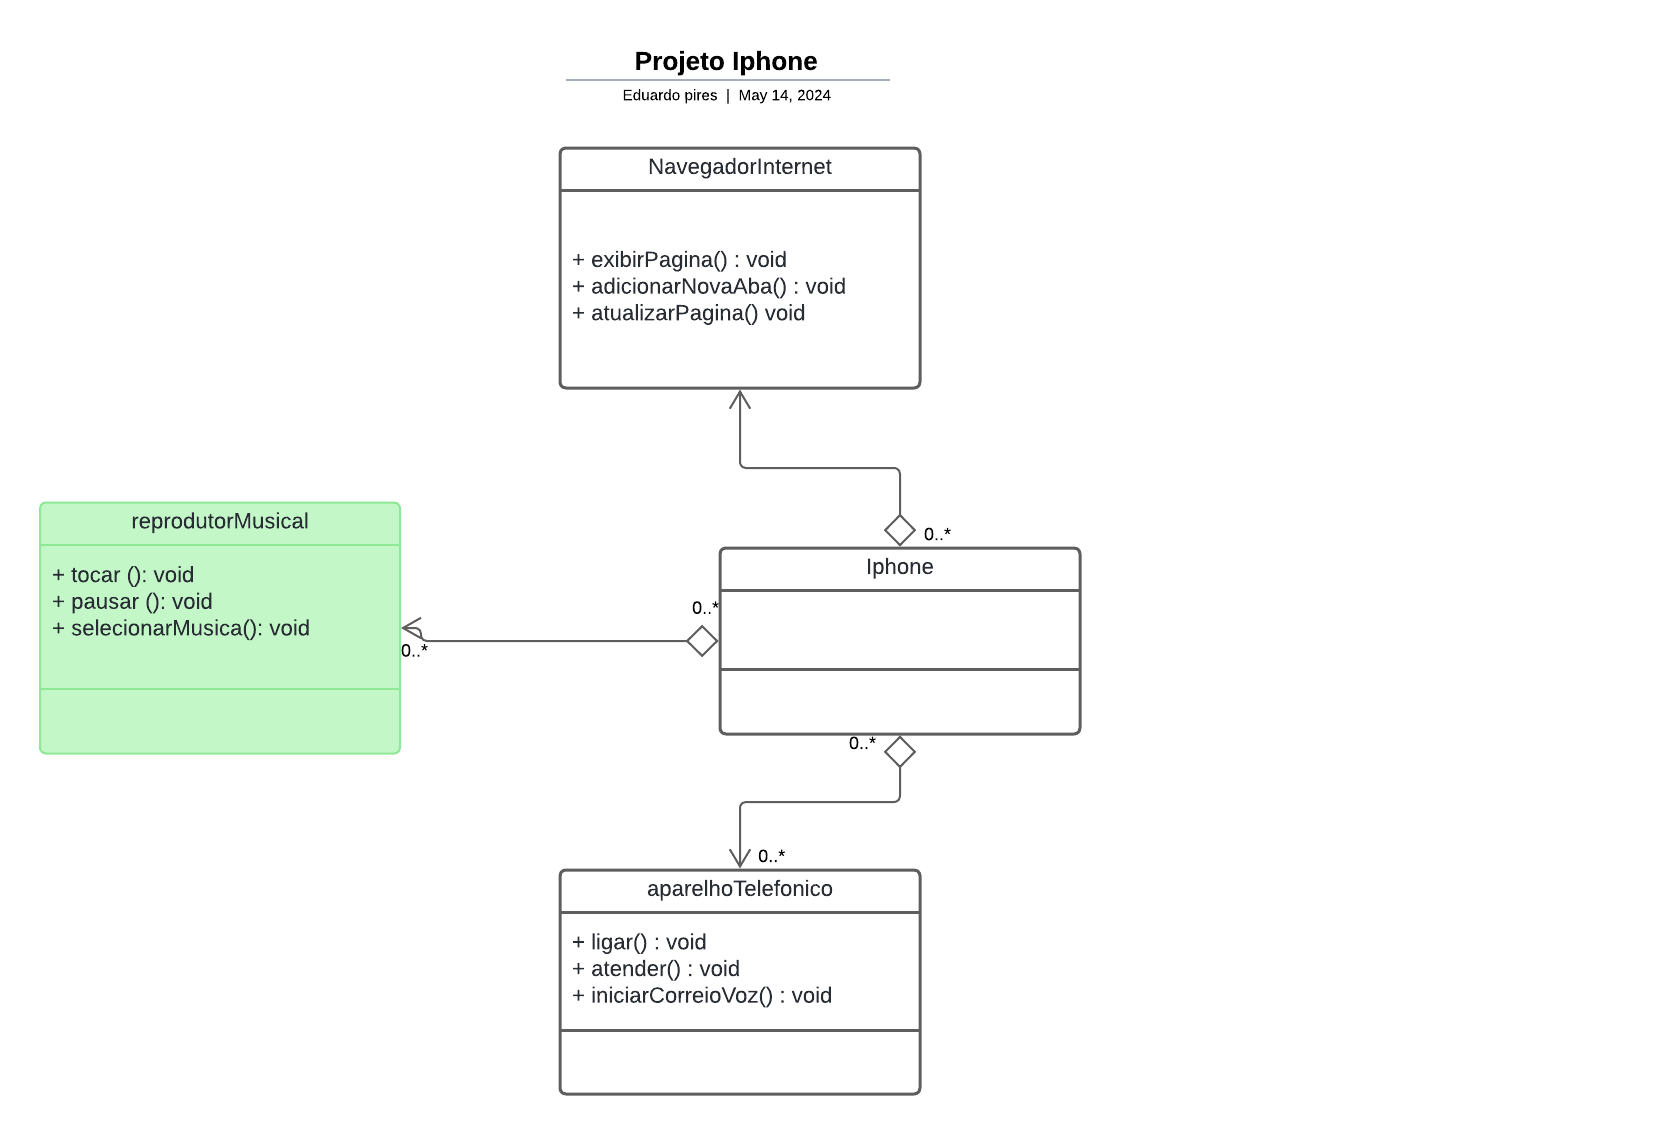 Projeto Iphone
Eduardo pires | May 14, 2024
NavegadorInternet
+ exibirPagina() : void
+ adicionarNovaAba() : void
+ atualizarPagina() void
0..*
reprodutorMusical
+ tocar (): void
+ pausar (): void
+ selecionarMusica(): void
0..*
0..*
Iphone
0..*
0..*
aparelhoTelefonico
+ ligar() : void
+ atender() : void
+ iniciarCorreioVoz() : void